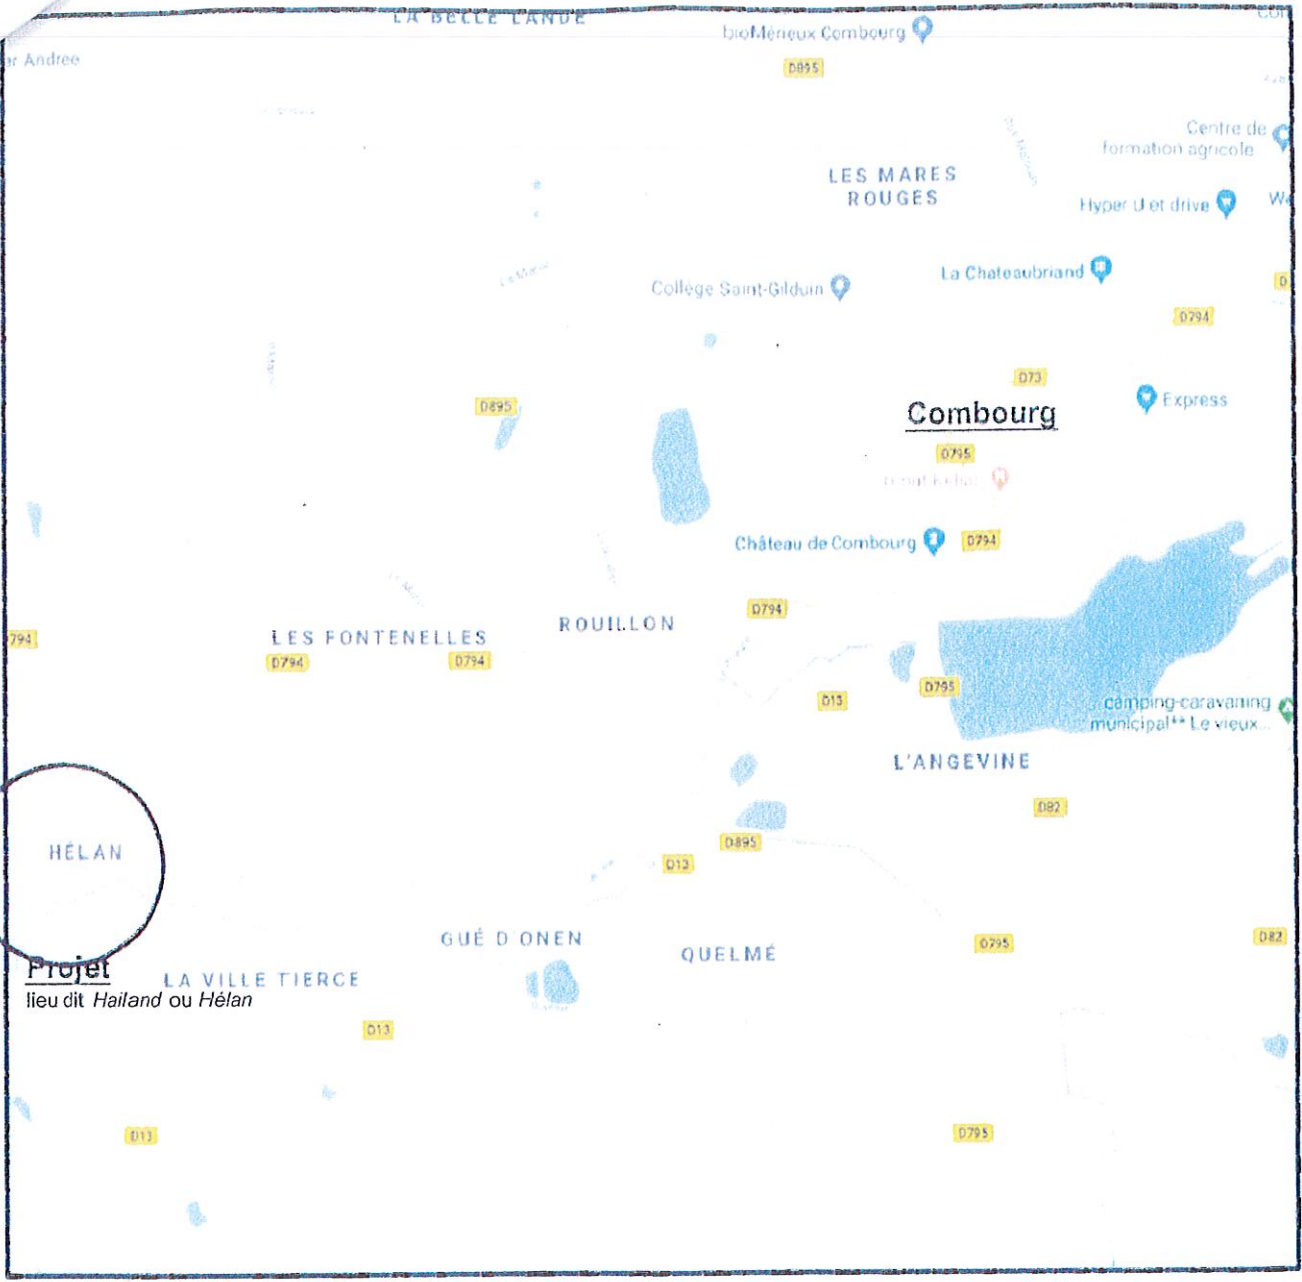 LA BELLE LANDE
bioMérieux Combourg
er Andree
D895
Centre de
formation agricole
LES MARES
ROUGES
Hyper U et drive
La Chateaubriand
Collège Saint-Gilduin
D794
D73
D895
Combourg
Express
D795
Château de Combourg
D794
D794
ROUILLON
794
LES FONTENELLES
D794
D794
D795
D13
camping-caravaning
municipal** Le vieux...
L'ANGEVINE
D82
D895
HÉLAN
D13
GUÉ D'ONEN
D795
D82
QUELMÉ
Projet
LA VILLE TIERCE
lieu dit Hailand ou Hélan
D13
D13
D795